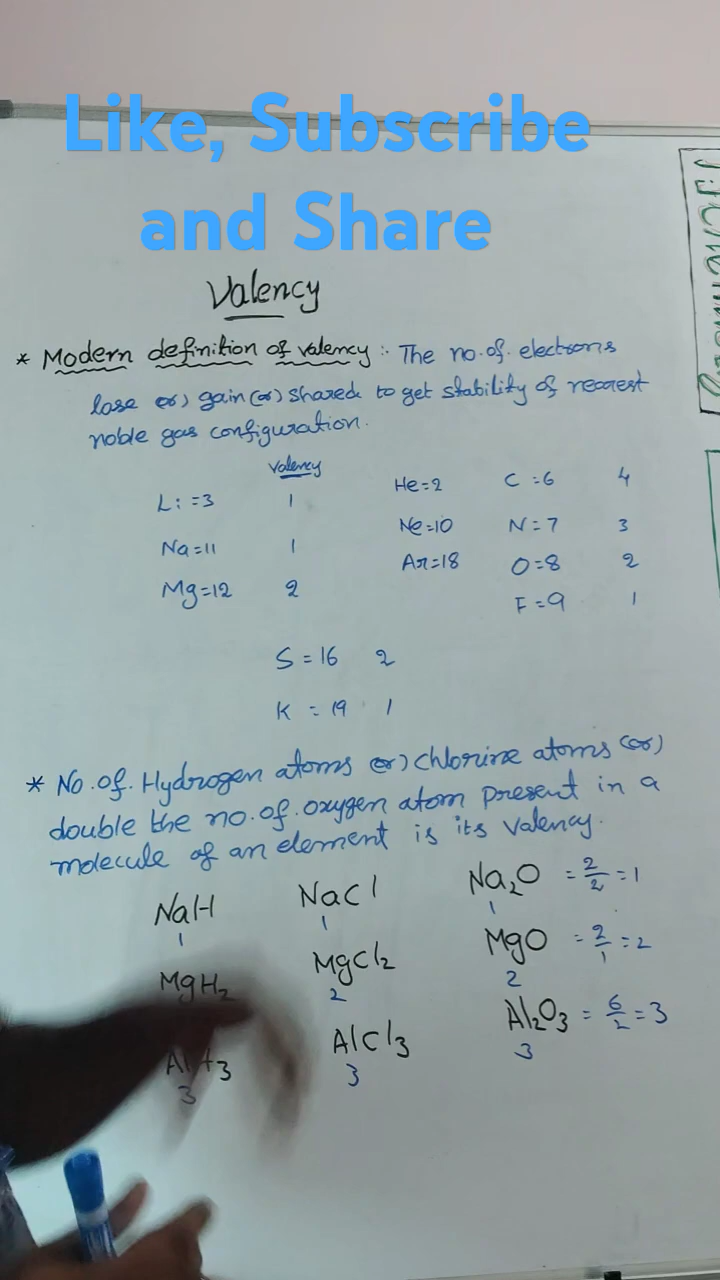 Like, Subscribe
and Share
Valency
* Modern definition of valency :- The no.of. electrons
lose (or) gain (or) shared to get stability of nearest
noble gas configuration.
Valency
Li =3 1 He=2 C =6 4
Na=11 1 Ne=10 N=7 3
Mg=12 2 Ar=18 O=8 2
F=9 1
S = 16 2
K = 19 1
* No.of. Hydrogen atoms (or) chlorine atoms (or)
double the no.of.oxygen atom present in a
molecule of an element is its valency.
NaH NaCl Na2O = 2/2 = 1
1 1 1
MgH2 MgCl2 MgO = 2/1 = 2
2 2
AlH3 AlCl3 Al2O3 = 6/2 = 3
3 3 3